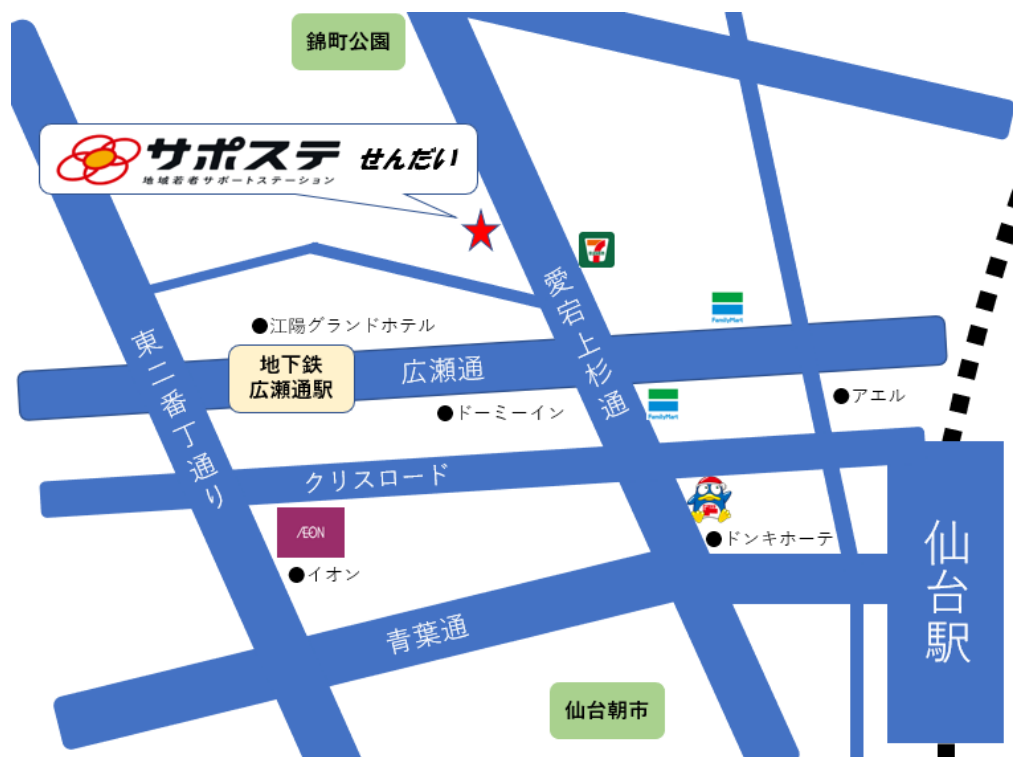 錦町公園
サポステ せんだい
地域若者サポートステーション
7
愛宕上杉通
FamilyMart
●江陽グランドホテル
東二番丁通り
地下鉄
広瀬通駅
広瀬通
●アエル
●ドーミーイン
FamilyMart
クリスロード
ÆON
●イオン
●ドンキホーテ
仙台駅
青葉通
仙台朝市